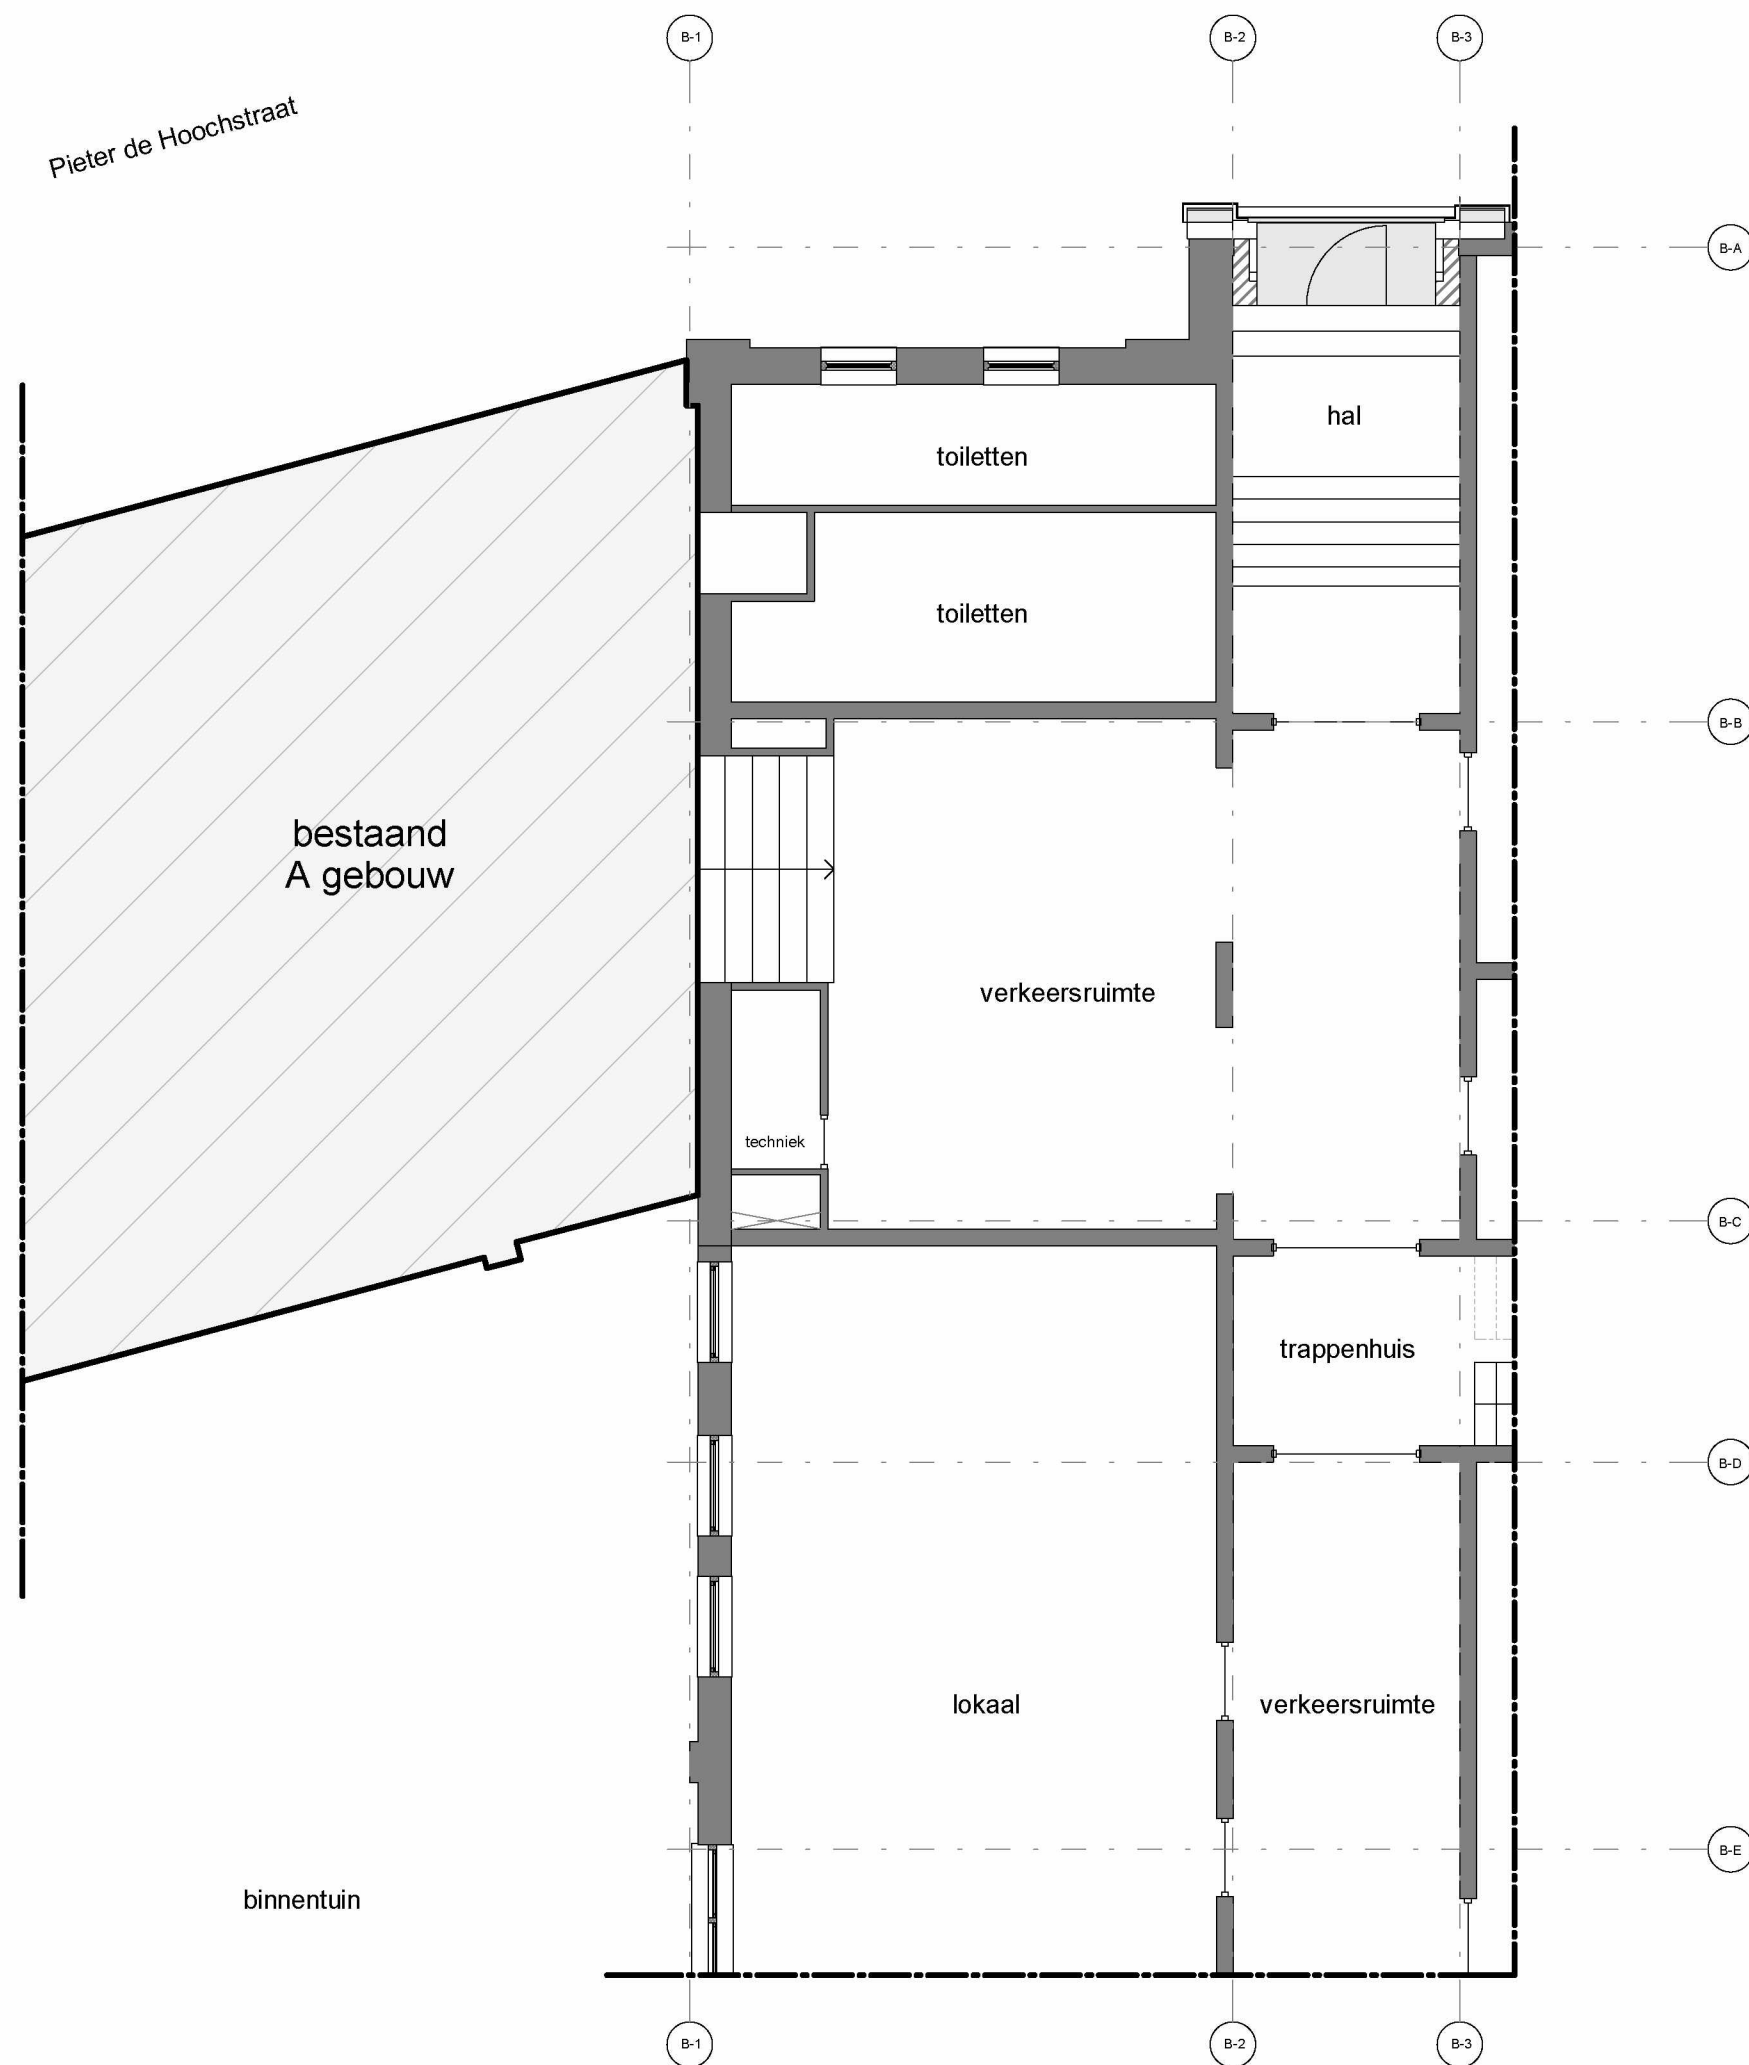 B-1
B-2
B-3
Pieter de Hoochstraat
B-A
hal
toiletten
toiletten
B-B
bestaand
A gebouw
verkeersruimte
techniek
B-C
trappenhuis
B-D
lokaal
verkeersruimte
B-E
binnentuin
B-1
B-2
B-3